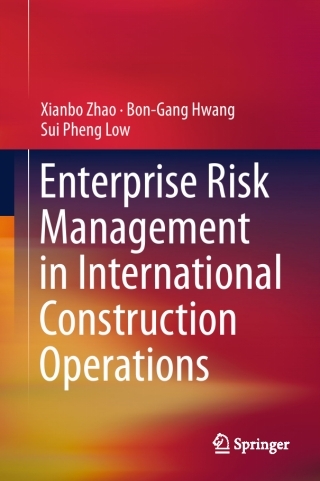 Xianbo Zhao · Bon-Gang Hwang
Sui Pheng Low
Enterprise Risk
Management
in International
Construction
Operations
Springer